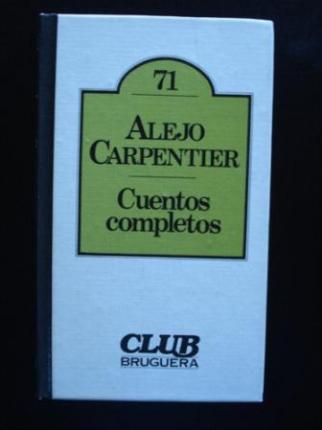 71
ALEJO
CARPENTIER
Cuentos
completos
CLUB
BRUGUERA